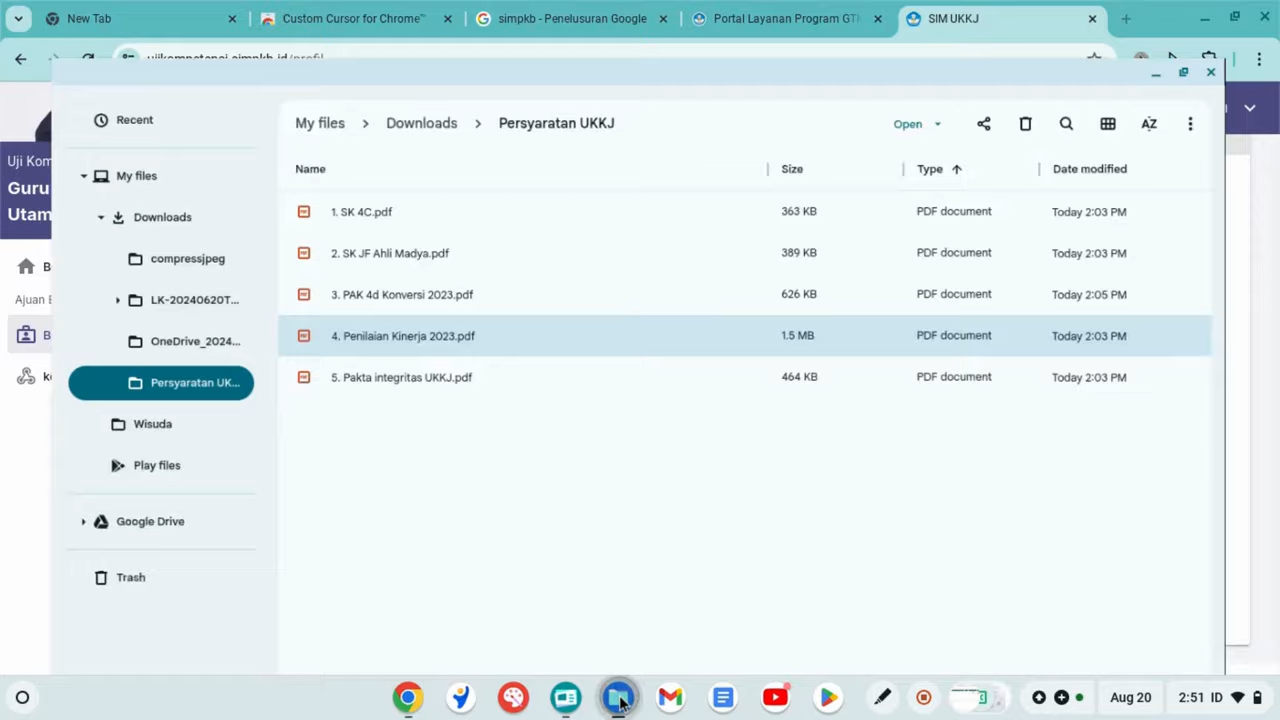 New Tab
Custom Cursor for Chrome™
simpkb - Penelusuran Google
Portal Layanan Program GTK
SIM UKKJ
ujikompetensi.simpkb.id/profil
Recent
My files
Downloads
compressjpeg
LK-20240620T...
OneDrive_2024...
Persyaratan UK...
Wisuda
Play files
Google Drive
Trash
My files
Downloads
Persyaratan UKKJ
Open
Name
Size
Type
Date modified
1. SK 4C.pdf
363 KB
PDF document
Today 2:03 PM
2. SK JF Ahli Madya.pdf
389 KB
PDF document
Today 2:03 PM
3. PAK 4d Konversi 2023.pdf
626 KB
PDF document
Today 2:05 PM
4. Penilaian Kinerja 2023.pdf
1.5 MB
PDF document
Today 2:03 PM
5. Pakta integritas UKKJ.pdf
464 KB
PDF document
Today 2:03 PM
Uji Kom
Guru
Utam
B
Ajuan
B
Aug 20
2:51 ID